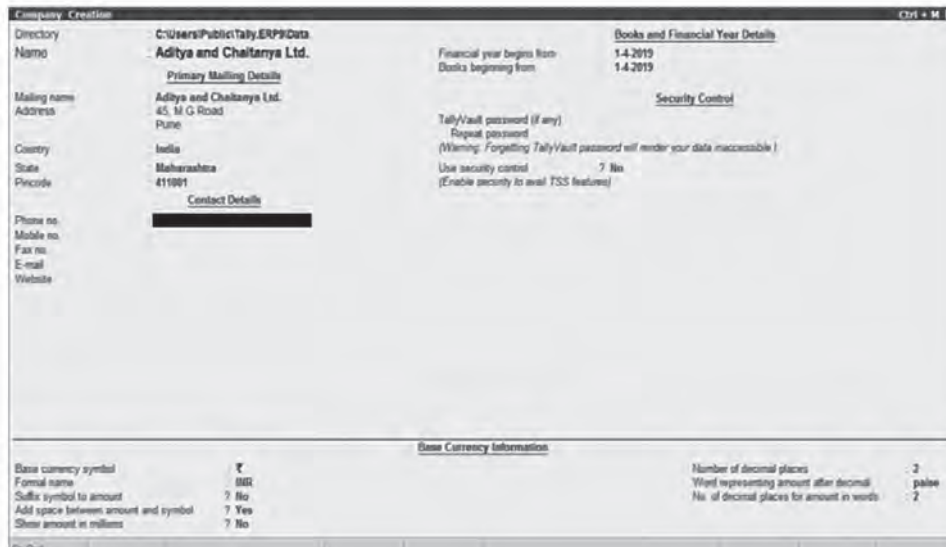 Company Creation
Ctrl + M
Directory : C:\Users\Public\Tally.ERP9\Data
Name : Aditya and Chaitanya Ltd.
Primary Mailing Details
Mailing name : Aditya and Chaitanya Ltd.
Address : 45, M.G Road
Pune
Country : India
State : Maharashtra
Pincode : 411001
Contact Details
Phone no.
Mobile no.
Fax no.
E-mail
Website
Books and Financial Year Details
Financial year begins from : 1-4-2019
Books beginning from : 1-4-2019
Security Control
TallyVault password (if any)
Repeat password
(Warning: Forgetting TallyVault password will render your data inaccessible)
Use security control ? No
(Enable security to avail TSS features)
Base Currency Information
Base currency symbol : ₹
Formal name : INR
Suffix symbol to amount ? No
Add space between amount and symbol ? Yes
Show amount in millions ? No
Number of decimal places : 2
Word representing amount after decimal : paise
No. of decimal places for amount in words : 2